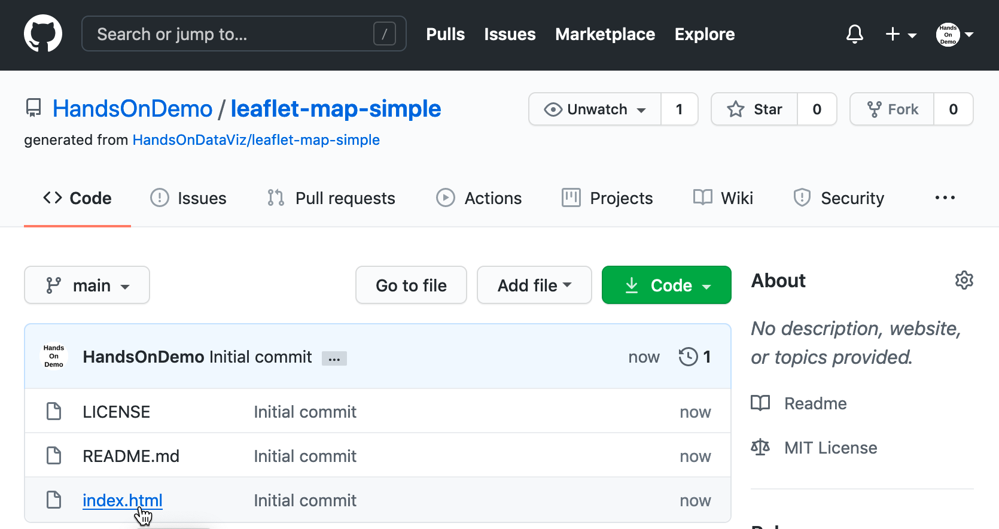 Search or jump to... / Pulls Issues Marketplace Explore Hands On Demo
HandsOnDemo / leaflet-map-simple Unwatch 1 Star 0 Fork 0
generated from HandsOnDataViz/leaflet-map-simple
Code Issues Pull requests Actions Projects Wiki Security ...
main Go to file Add file Code
About
No description, website,
or topics provided.
Readme
MIT License
Hands On Demo HandsOnDemo Initial commit ... now 1
LICENSE Initial commit now
README.md Initial commit now
index.html Initial commit now